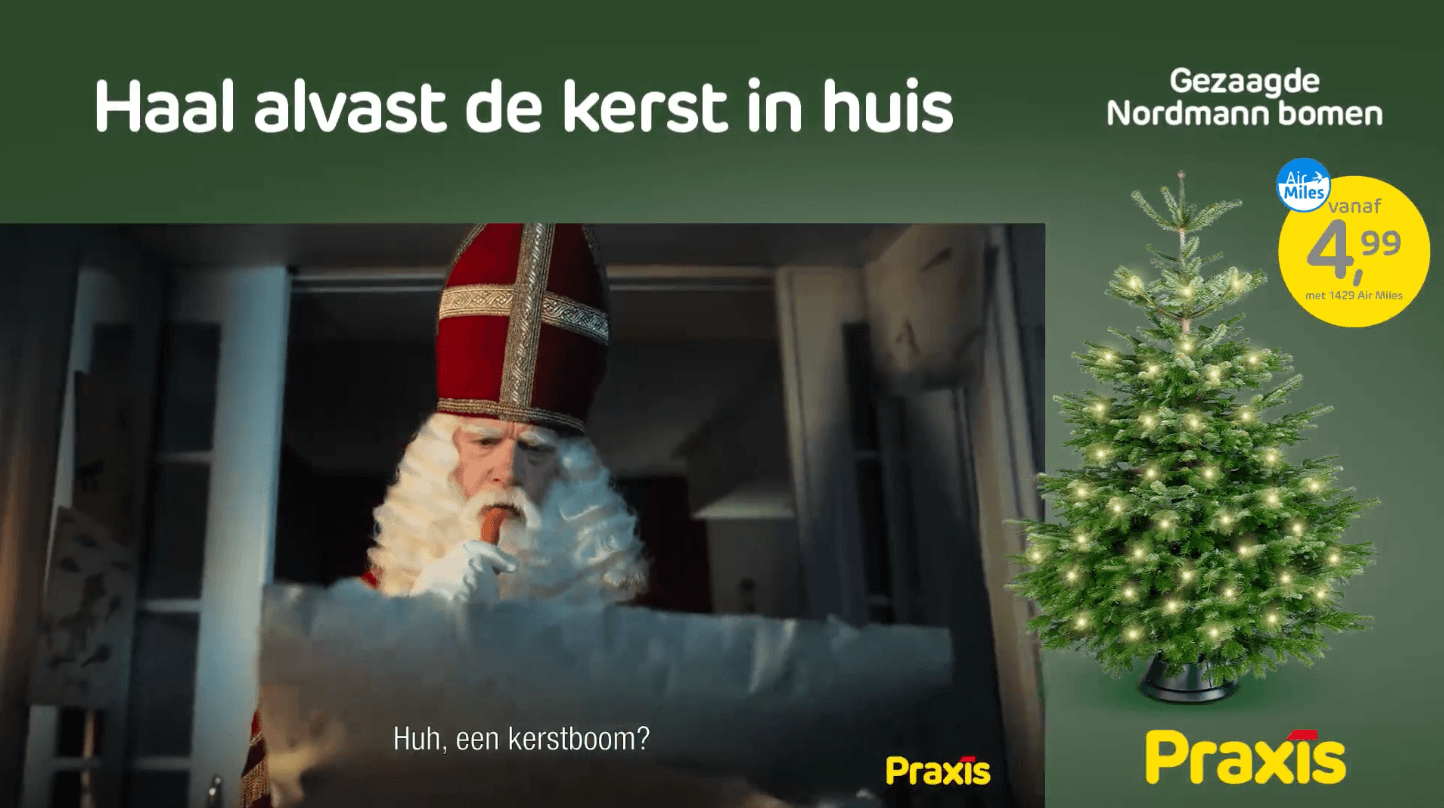 Haal alvast de kerst in huis
Gezaagde
Nordmann bomen
Air
Miles
vanaf
4,99
met 1429 Air Miles
Huh, een kerstboom?
Praxis
Praxis